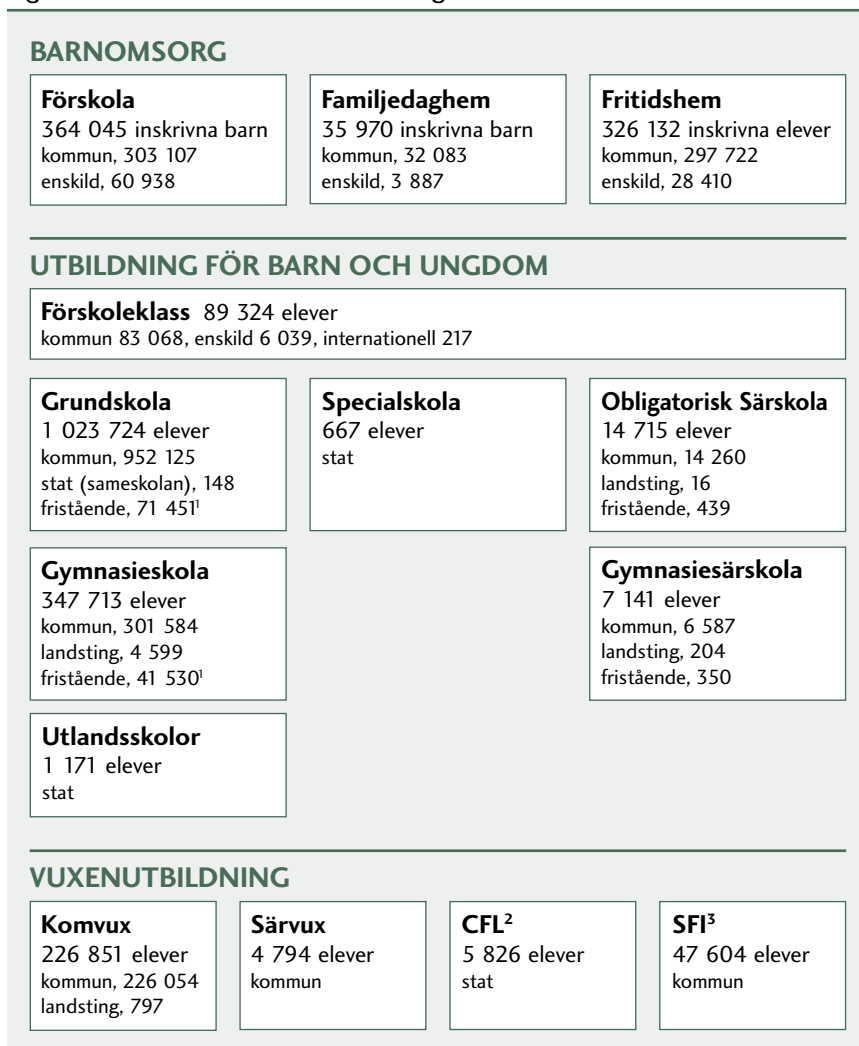 BARNOMSORG
Förskola
364 045 inskrivna barn
kommun, 303 107
enskild, 60 938
Familjedaghem
35 970 inskrivna barn
kommun, 32 083
enskild, 3 887
Fritidshem
326 132 inskrivna elever
kommun, 297 722
enskild, 28 410
UTBILDNING FÖR BARN OCH UNGDOM
Förskoleklass 89 324 elever
kommun 83 068, enskild 6 039, internationell 217
Grundskola
1 023 724 elever
kommun, 952 125
stat (sameskolan), 148
fristående, 71 451¹
Specialskola
667 elever
stat
Obligatorisk Särskola
14 715 elever
kommun, 14 260
landsting, 16
fristående, 439
Gymnasieskola
347 713 elever
kommun, 301 584
landsting, 4 599
fristående, 41 530¹
Gymnasiesärskola
7 141 elever
kommun, 6 587
landsting, 204
fristående, 350
Utlandsskolor
1 171 elever
stat
VUXENUTBILDNING
Komvux
226 851 elever
kommun, 226 054
landsting, 797
Särvux
4 794 elever
kommun
CFL²
5 826 elever
stat
SFI³
47 604 elever
kommun